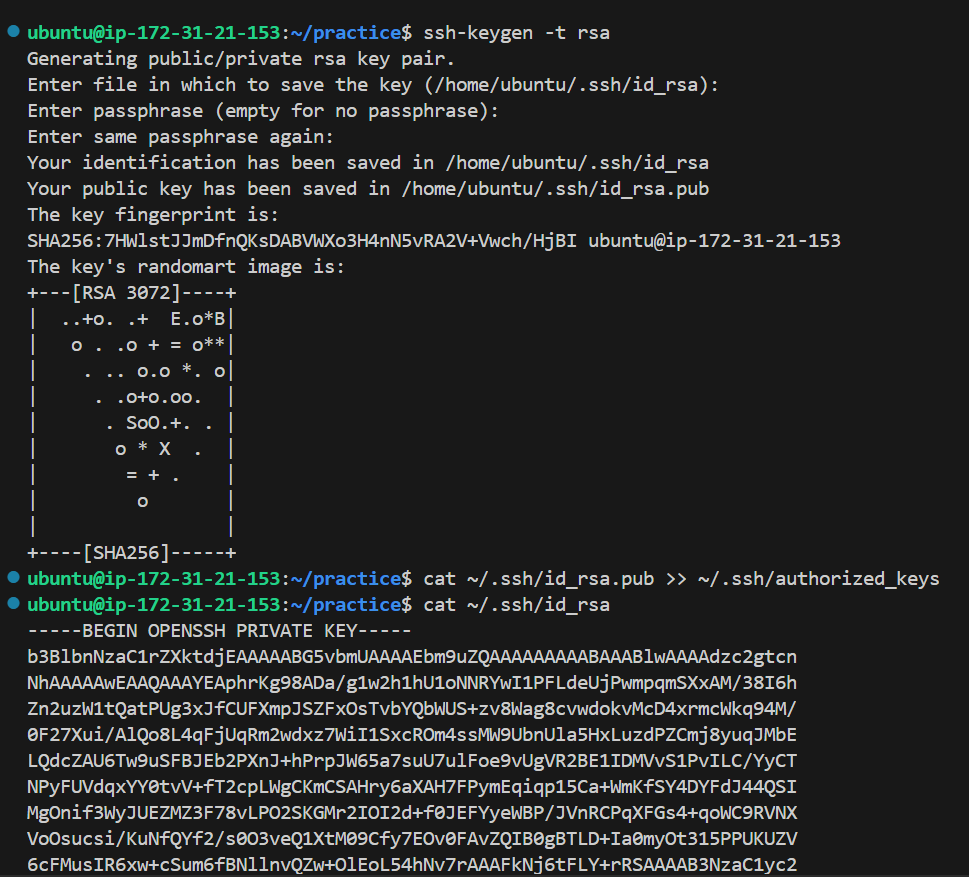 ubuntu@ip-172-31-21-153:~/practice$ ssh-keygen -t rsa
Generating public/private rsa key pair.
Enter file in which to save the key (/home/ubuntu/.ssh/id_rsa):
Enter passphrase (empty for no passphrase):
Enter same passphrase again:
Your identification has been saved in /home/ubuntu/.ssh/id_rsa
Your public key has been saved in /home/ubuntu/.ssh/id_rsa.pub
The key fingerprint is:
SHA256:7HWlstJJmDfnQKsDABVWXo3H4nN5vRA2V+Vwch/HjBI ubuntu@ip-172-31-21-153
The key's randomart image is:
+---[RSA 3072]----+
|  ..+o. .+  E.o*B|
|   o . .o + = o**|
|    . .. o.o *. o|
|     . .o+o.oo.  |
|      . SoO.+. . |
|       o * X  .  |
|        = + .    |
|         o       |
|                 |
+----[SHA256]-----+
ubuntu@ip-172-31-21-153:~/practice$ cat ~/.ssh/id_rsa.pub >> ~/.ssh/authorized_keys
ubuntu@ip-172-31-21-153:~/practice$ cat ~/.ssh/id_rsa
-----BEGIN OPENSSH PRIVATE KEY-----
b3BlbnNzaC1rZXktdjEAAAAABG5vbmUAAAAEbm9uZQAAAAAAAAABAAABlwAAAAdzc2gtcn
NhAAAAAwEAAQAAAYEAphrKg98ADa/g1w2h1hU1oNNRYwI1PFLdeUjPwmpqmSXxAM/38I6h
Zn2uzW1tQatPUg3xJfCUFXmpJSZFxOsTvbYQbWUS+zv8Wag8cvwdokvMcD4xrmcWkq94M/
0F27Xui/AlQo8L4qFjUqRm2wdxz7WiI1SxcROm4ssMW9UbnUla5HxLuzdPZCmj8yuqJMbE
LQdcZAU6Tw9uSFBJEb2PXnJ+hPrpJW65a7suU7ulFoe9vUgVR2BE1IDMVvS1PvILC/YyCT
NPyFUVdqxYY0tvV+fT2cpLWgCKmCSAHry6aXAH7FPymEqiqp15Ca+WmKfSY4DYFdJ44QSI
MgOnif3WyJUEZMZ3F78vLPO2SKGMr2IOI2d+f0JEFYyeWBP/JVnRCPqXFGs4+qoWC9RVNX
VoOsucsi/KuNfQYf2/s0O3veQ1XtM09Cfy7EOv0FAvZQIB0gBTLD+Ia0myOt315PPUKUZV
6cFMusIR6xw+cSum6fBNllnvQZw+OlEoL54hNv7rAAAFkNj6tFLY+rRSAAAAB3NzaC1yc2